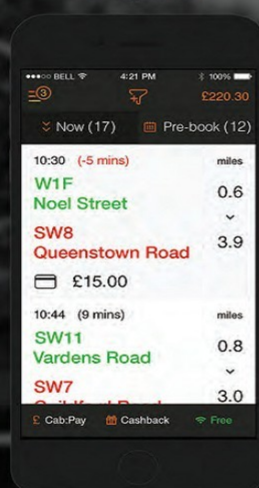 BELL 4:21 PM 100%
3 £220.30
Now (17) Pre-book (12)
10:30 (-5 mins) miles
W1F 0.6
Noel Street
SW8 3.9
Queenstown Road
£15.00
10:44 (9 mins) miles
SW11 0.8
Vardens Road
SW7 3.0
£ Cab:Pay Cashback Free